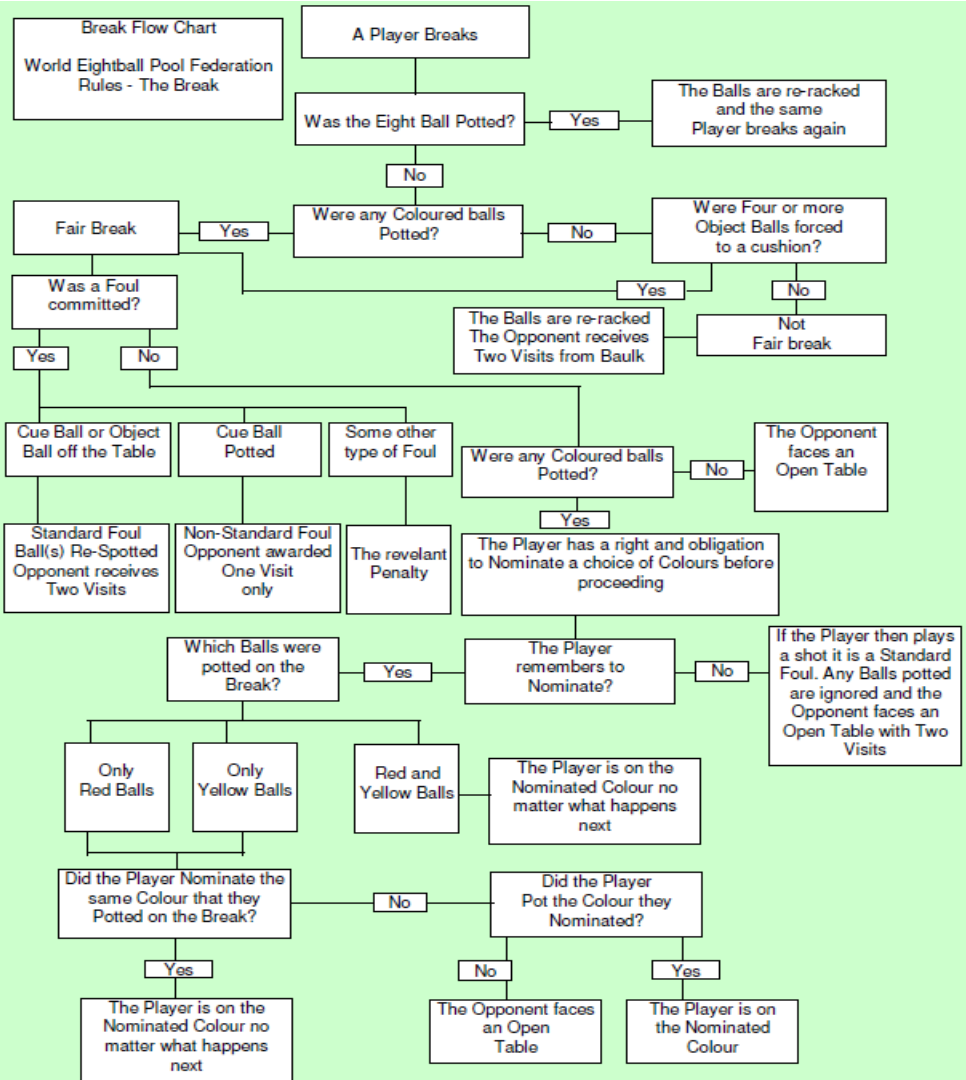 Break Flow Chart
World Eightball Pool Federation
Rules - The Break
A Player Breaks
Was the Eight Ball Potted?
Yes
The Balls are re-racked
and the same
Player breaks again
No
Fair Break
Yes
Were any Coloured balls
Potted?
No
Were Four or more
Object Balls forced
to a cushion?
Yes
No
Was a Foul
committed?
The Balls are re-racked
The Opponent receives
Two Visits from Baulk
Not
Fair break
Yes
No
Cue Ball or Object
Ball off the Table
Cue Ball
Potted
Some other
type of Foul
Were any Coloured balls
Potted?
No
The Opponent
faces an
Open Table
Yes
Standard Foul
Ball(s) Re-Spotted
Opponent receives
Two Visits
Non-Standard Foul
Opponent awarded
One Visit
only
The revelant
Penalty
The Player has a right and obligation
to Nominate a choice of Colours before
proceeding
Which Balls were
potted on the
Break?
Yes
The Player
remembers to
Nominate?
No
If the Player then plays
a shot it is a Standard
Foul. Any Balls potted
are ignored and the
Opponent faces an
Open Table with Two
Visits
Only
Red Balls
Only
Yellow Balls
Red and
Yellow Balls
The Player is on the
Nominated Colour no
matter what happens
next
Did the Player Nominate the
same Colour that they
Potted on the Break?
No
Did the Player
Pot the Colour they
Nominated?
Yes
No
Yes
The Player is on the
Nominated Colour no
matter what happens
next
The Opponent faces
an Open
Table
The Player is on
the Nominated
Colour